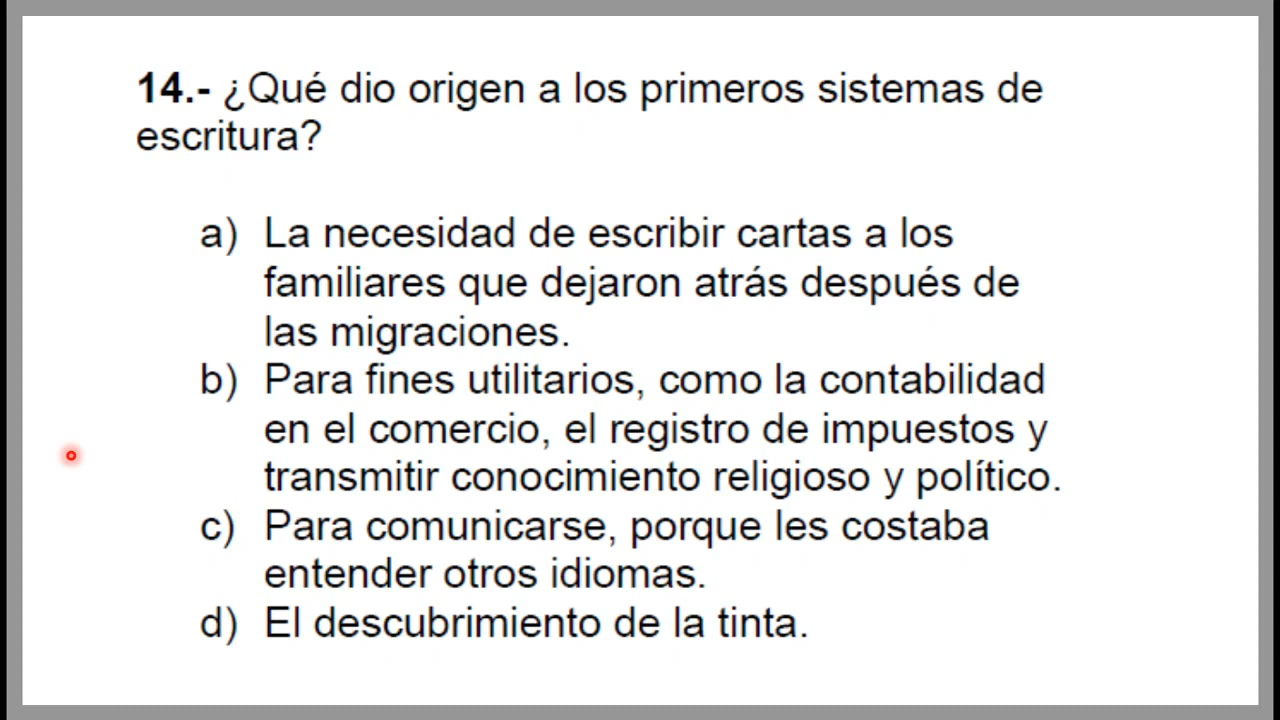 14.- ¿Qué dio origen a los primeros sistemas de
escritura?
a) La necesidad de escribir cartas a los
familiares que dejaron atrás después de
las migraciones.
b) Para fines utilitarios, como la contabilidad
en el comercio, el registro de impuestos y
transmitir conocimiento religioso y político.
c) Para comunicarse, porque les costaba
entender otros idiomas.
d) El descubrimiento de la tinta.